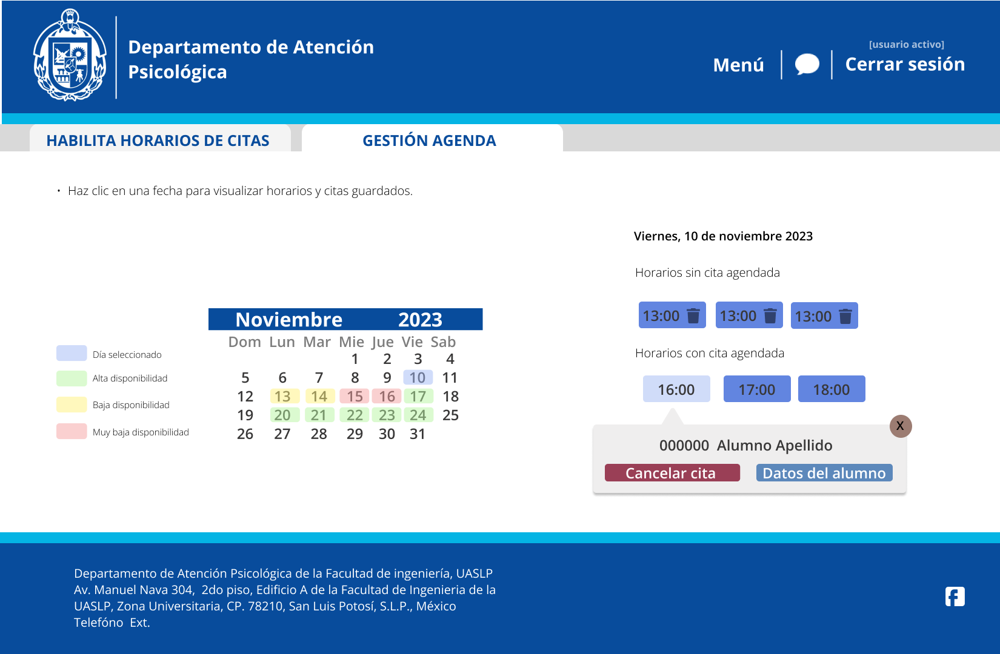 Departamento de Atención
Psicológica
[usuario activo]
Menú
Cerrar sesión
HABILITA HORARIOS DE CITAS
GESTIÓN AGENDA
• Haz clic en una fecha para visualizar horarios y citas guardados.
Noviembre 2023
Dom Lun Mar Mie Jue Vie Sab
1 2 3 4
5 6 7 8 9 10 11
12 13 14 15 16 17 18
19 20 21 22 23 24 25
26 27 28 29 30 31
Día seleccionado
Alta disponibilidad
Baja disponibilidad
Muy baja disponibilidad
Viernes, 10 de noviembre 2023
Horarios sin cita agendada
13:00 13:00 13:00
Horarios con cita agendada
16:00 17:00 18:00
X
000000 Alumno Apellido
Cancelar cita
Datos del alumno
Departamento de Atención Psicológica de la Facultad de ingeniería, UASLP
Av. Manuel Nava 304, 2do piso, Edificio A de la Facultad de Ingenieria de la
UASLP, Zona Universitaria, CP. 78210, San Luis Potosí, S.L.P., México
Telefóno Ext.